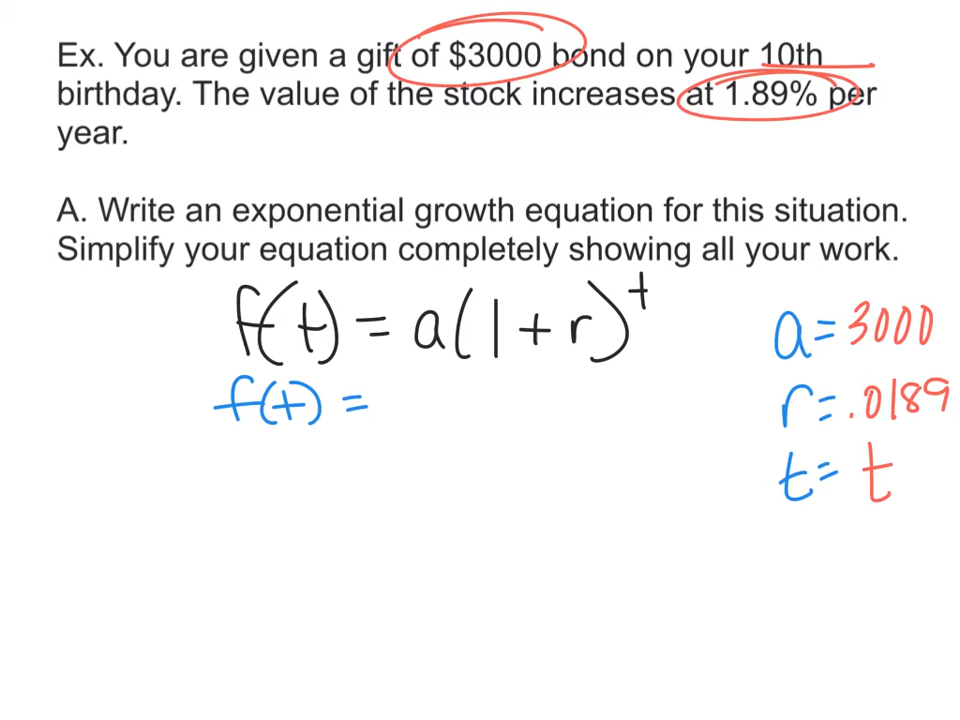 Ex. You are given a gift of $3000 bond on your 10th
birthday. The value of the stock increases at 1.89% per
year.
A. Write an exponential growth equation for this situation.
Simplify your equation completely showing all your work.
f(t) = a(1+r)^t
a = 3000
f(t) =
r = .0189
t = t